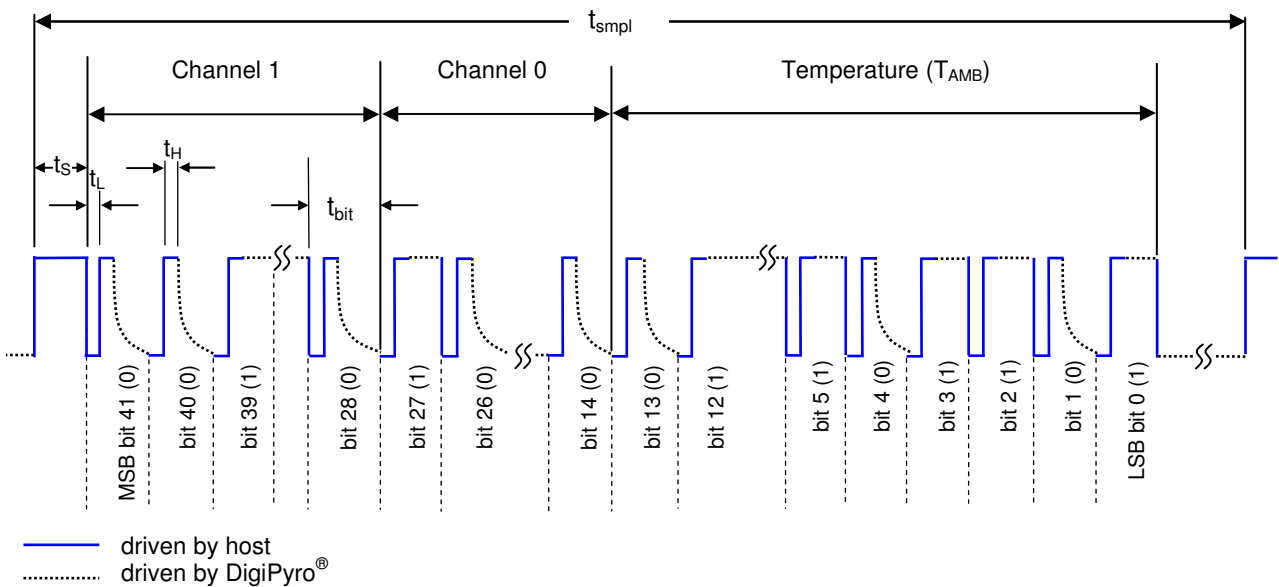 t_smpl
Channel 1
Channel 0
Temperature (T_AMB)
t_S
t_L
t_H
t_bit
MSB bit 41 (0)
bit 40 (0)
bit 39 (1)
bit 28 (0)
bit 27 (1)
bit 26 (0)
bit 14 (0)
bit 13 (0)
bit 12 (1)
bit 5 (1)
bit 4 (0)
bit 3 (1)
bit 2 (1)
bit 1 (0)
LSB bit 0 (1)
driven by host
driven by DigiPyro®